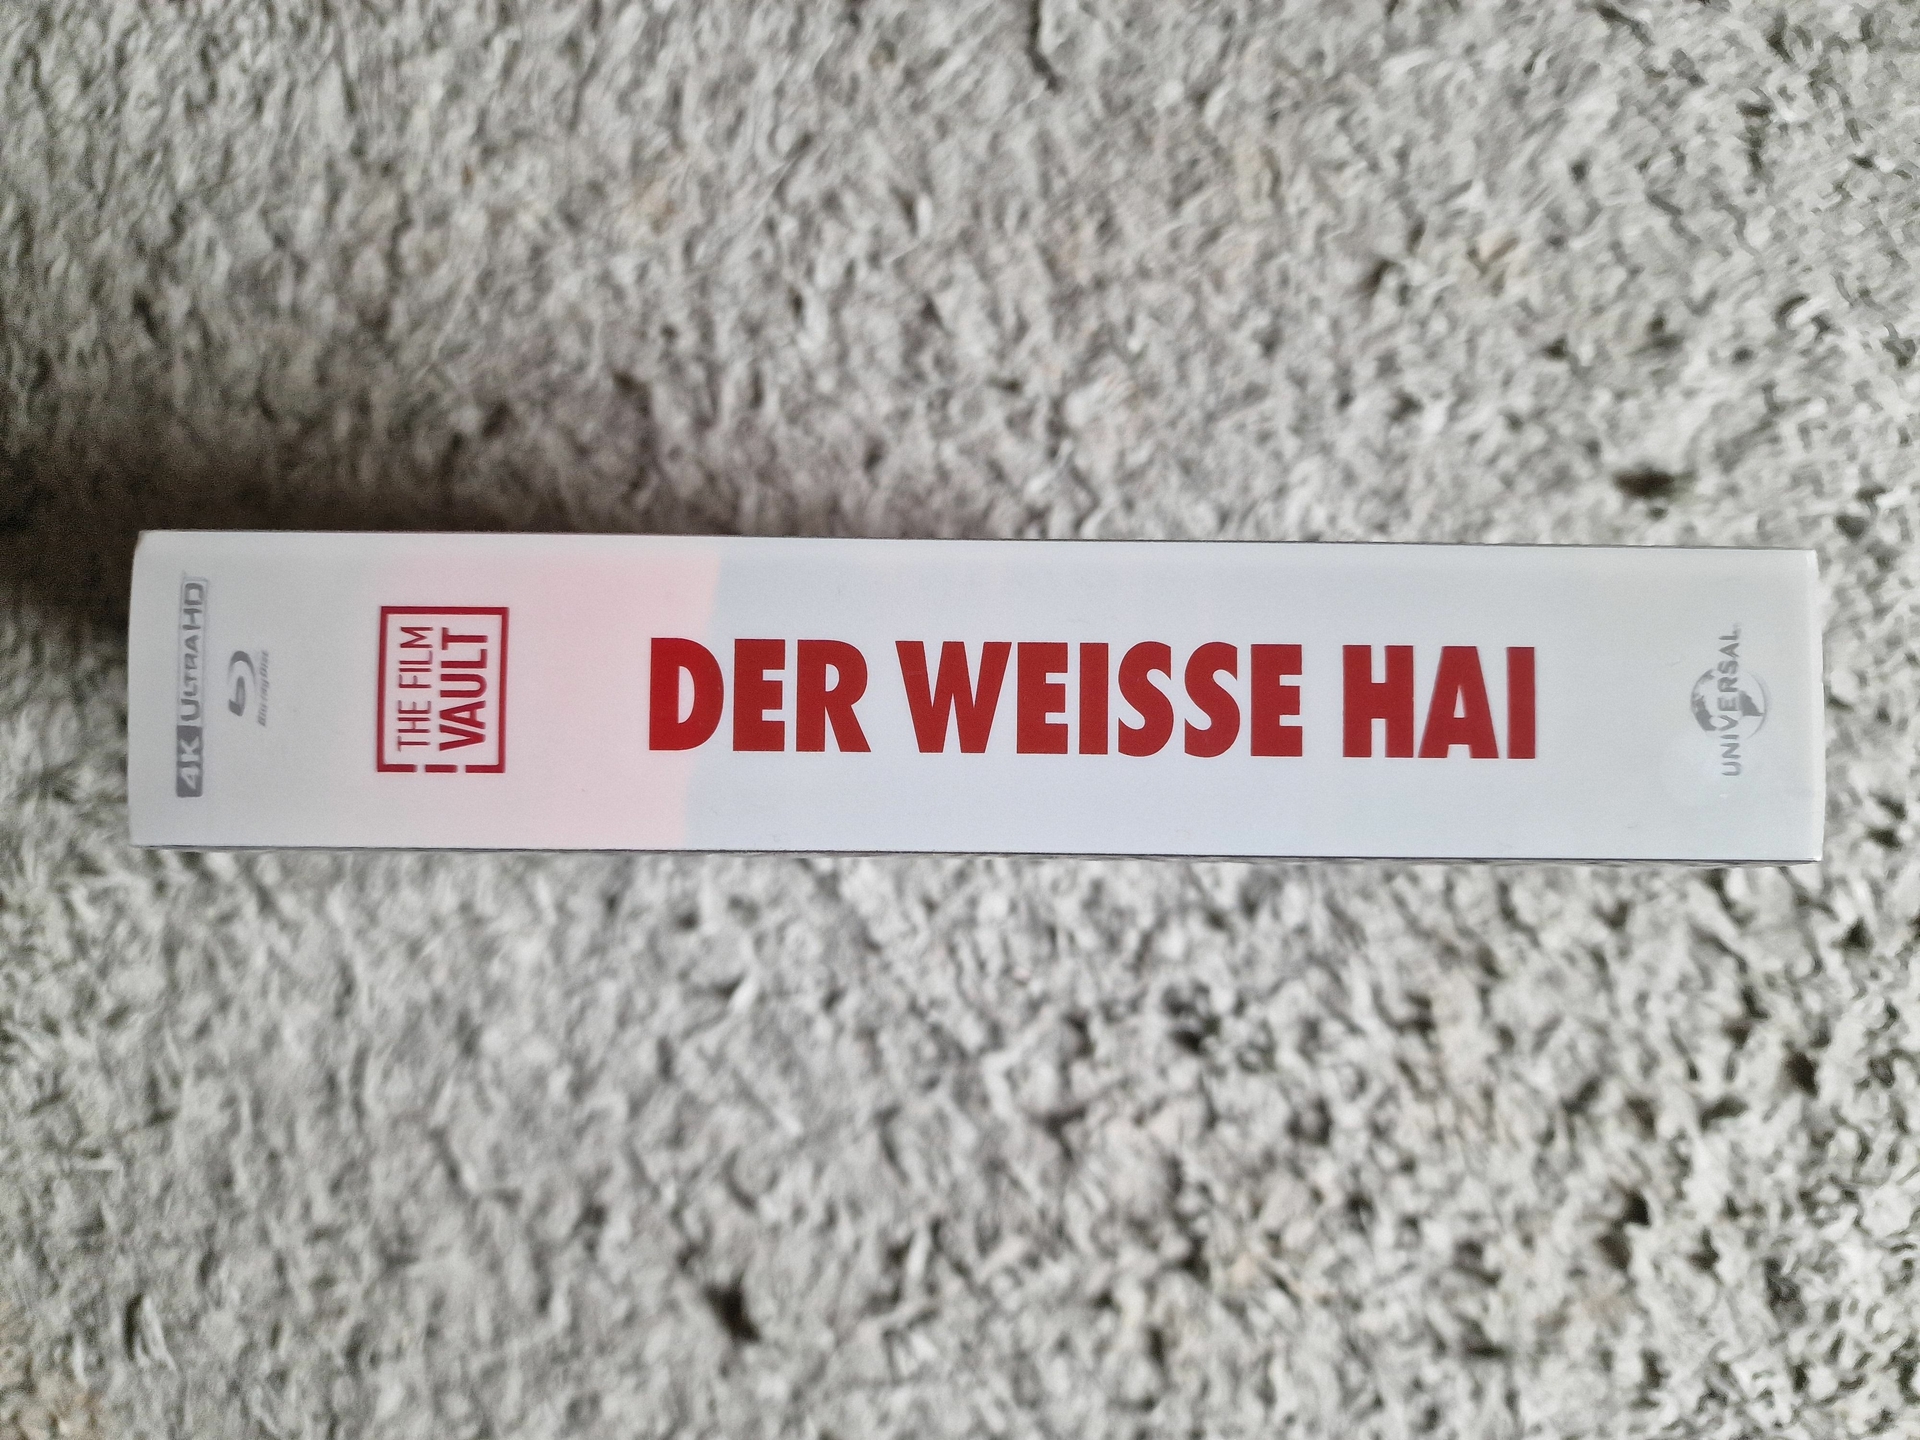 4K ULTRA HD
Blu-ray Disc
THE FILM
VAULT
DER WEISSE HAI
UNIVERSAL